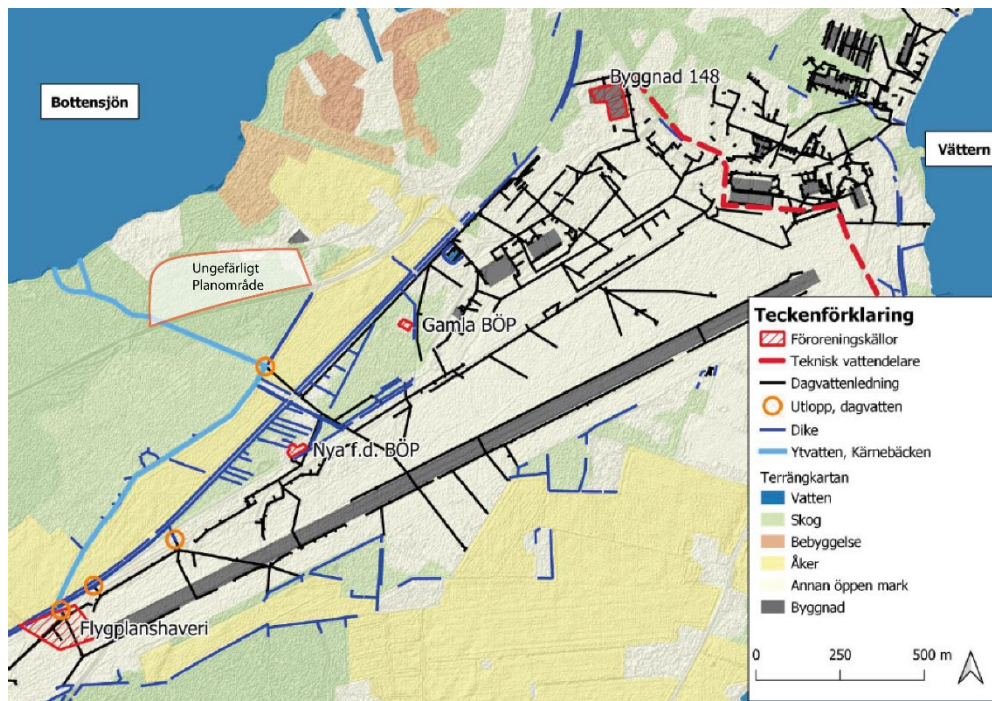 Bottensjön
Byggnad 148
Vättern
Ungefärligt
Planområde
Gamla BÖP
Nya f.d. BÖP
Flygplanshaveri
Teckenförklaring
Föroreningskällor
Teknisk vattendelare
Dagvattenledning
Utlopp, dagvatten
Dike
Ytvatten, Kärnebäcken
Terrängkartan
Vatten
Skog
Bebyggelse
Åker
Annan öppen mark
Byggnad
0 250 500 m